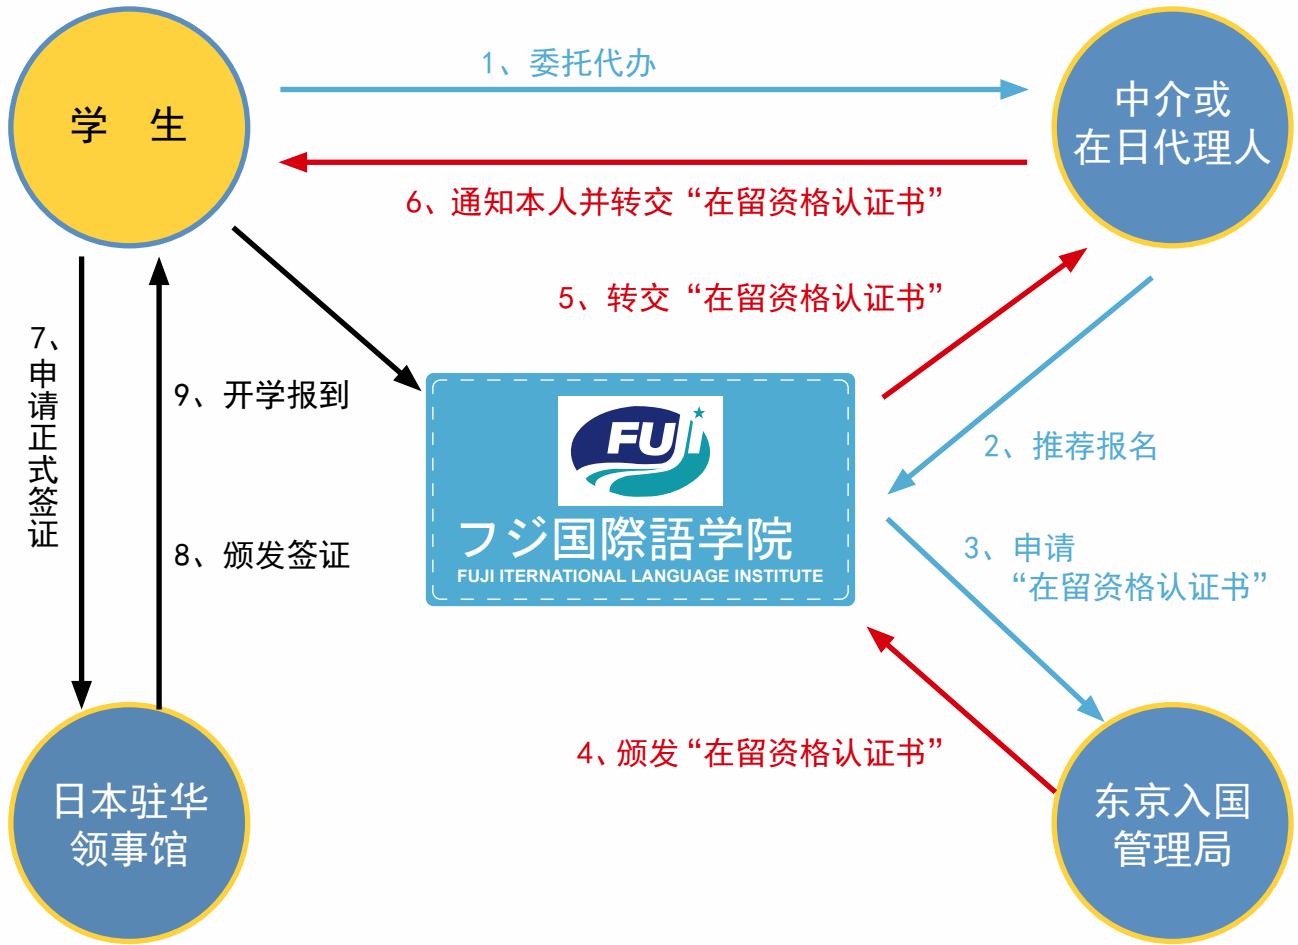 学 生
1、委托代办
中介或
在日代理人
6、通知本人并转交“在留资格认证书”
5、转交“在留资格认证书”
7、申请正式签证
9、开学报到
2、推荐报名
FUJI
フジ国際語学院
FUJI ITERNATIONAL LANGUAGE INSTITUTE
8、颁发签证
3、申请
“在留资格认证书”
4、颁发“在留资格认证书”
日本驻华
领事馆
东京入国
管理局